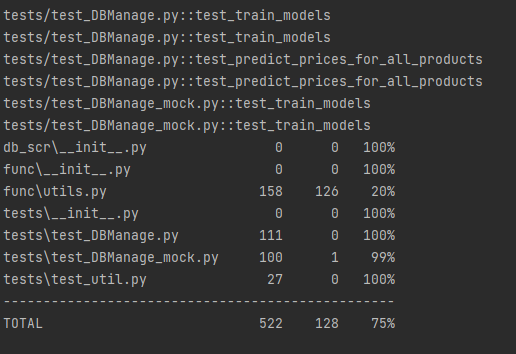 tests/test_DBManage.py::test_train_models
tests/test_DBManage.py::test_train_models
tests/test_DBManage.py::test_predict_prices_for_all_products
tests/test_DBManage.py::test_predict_prices_for_all_products
tests/test_DBManage_mock.py::test_train_models
tests/test_DBManage_mock.py::test_train_models
db_scr\__init__.py                0      0   100%
func\__init__.py                  0      0   100%
func\utils.py                   158    126    20%
tests\__init__.py                 0      0   100%
tests\test_DBManage.py          111      0   100%
tests\test_DBManage_mock.py     100      1    99%
tests\test_util.py               27      0   100%
-------------------------------------------------
TOTAL                           522    128    75%